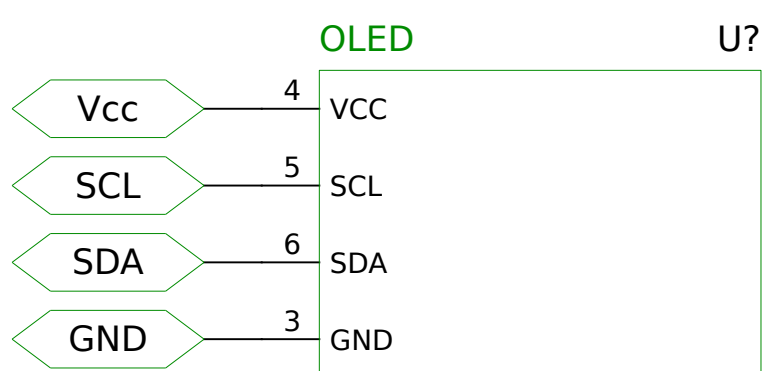 OLED U?
Vcc 4 VCC
SCL 5 SCL
SDA 6 SDA
GND 3 GND